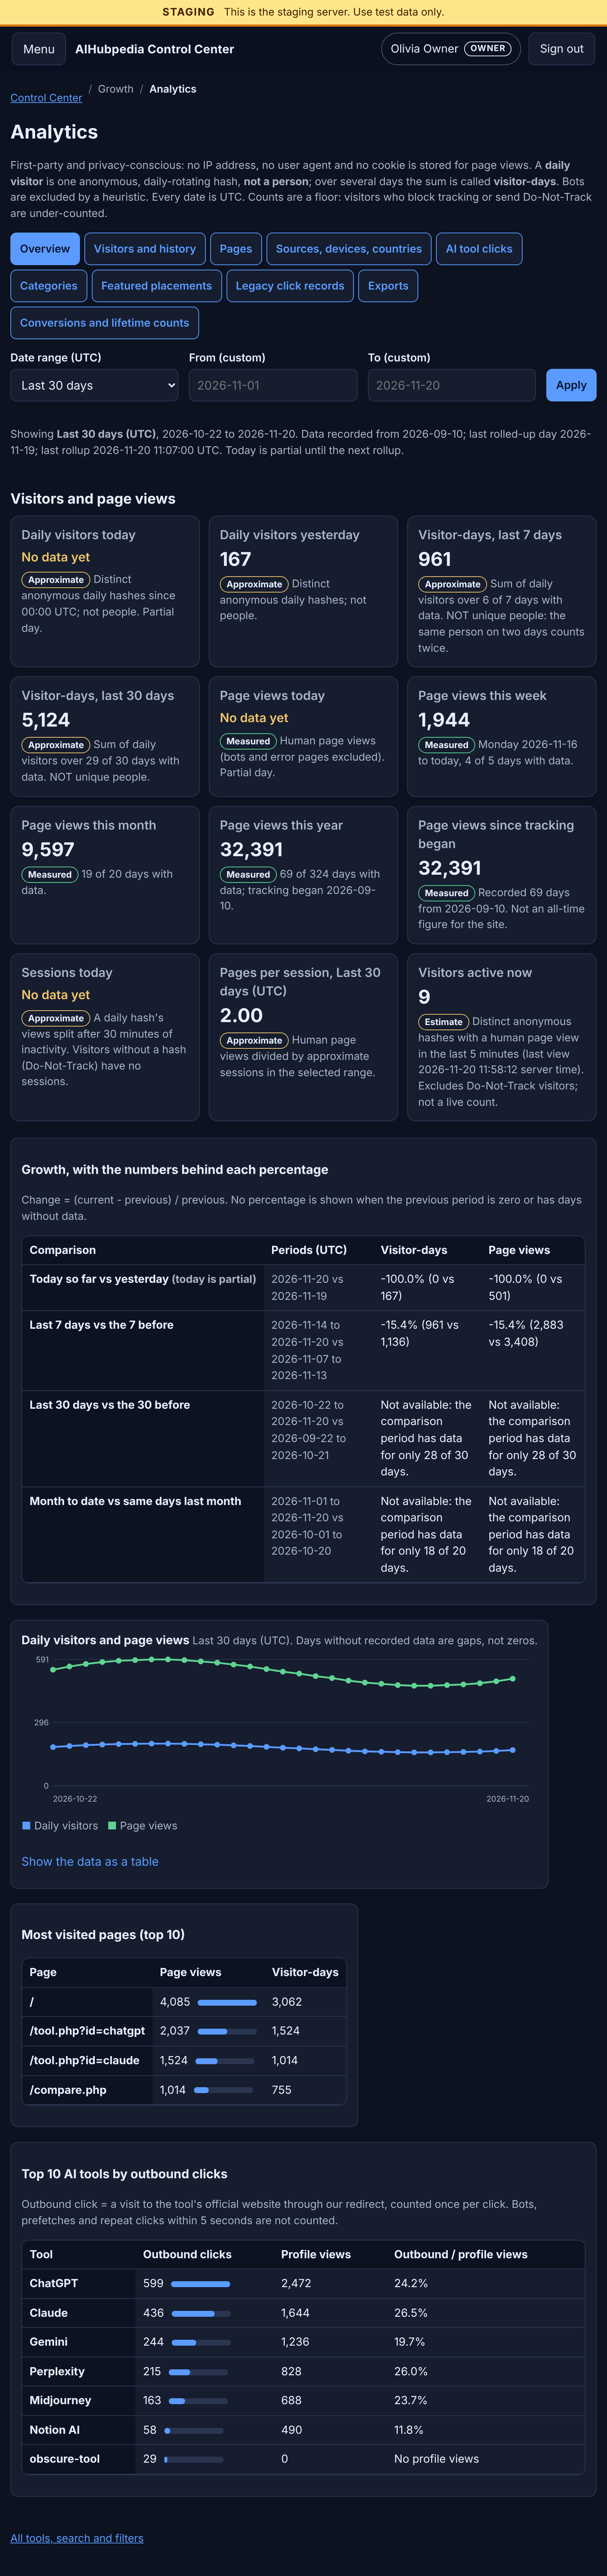 STAGING This is the staging server. Use test data only.
Menu
AIHubpedia Control Center
Olivia Owner OWNER
Sign out
Control Center / Growth / Analytics
Analytics
First-party and privacy-conscious: no IP address, no user agent and no cookie is stored for page views. A daily
visitor is one anonymous, daily-rotating hash, not a person; over several days the sum is called visitor-days. Bots
are excluded by a heuristic. Every date is UTC. Counts are a floor: visitors who block tracking or send Do-Not-Track
are under-counted.
Overview
Visitors and history
Pages
Sources, devices, countries
AI tool clicks
Categories
Featured placements
Legacy click records
Exports
Conversions and lifetime counts
Date range (UTC)
Last 30 days
From (custom)
2026-11-01
To (custom)
2026-11-20
Apply
Showing Last 30 days (UTC), 2026-10-22 to 2026-11-20. Data recorded from 2026-09-10; last rolled-up day 2026-
11-19; last rollup 2026-11-20 11:07:00 UTC. Today is partial until the next rollup.
Visitors and page views
Daily visitors today
No data yet
Approximate Distinct
anonymous daily hashes since
00:00 UTC; not people. Partial
day.
Daily visitors yesterday
167
Approximate Distinct
anonymous daily hashes; not
people.
Visitor-days, last 7 days
961
Approximate Sum of daily
visitors over 6 of 7 days with
data. NOT unique people: the
same person on two days counts
twice.
Visitor-days, last 30 days
5,124
Approximate Sum of daily
visitors over 29 of 30 days with
data. NOT unique people.
Page views today
No data yet
Measured Human page views
(bots and error pages excluded).
Partial day.
Page views this week
1,944
Measured Monday 2026-11-16
to today, 4 of 5 days with data.
Page views this month
9,597
Measured 19 of 20 days with
data.
Page views this year
32,391
Measured 69 of 324 days with
data; tracking began 2026-09-
10.
Page views since tracking
began
32,391
Measured Recorded 69 days
from 2026-09-10. Not an all-time
figure for the site.
Sessions today
No data yet
Approximate A daily hash's
views split after 30 minutes of
inactivity. Visitors without a hash
(Do-Not-Track) have no
sessions.
Pages per session, Last 30
days (UTC)
2.00
Approximate Human page
views divided by approximate
sessions in the selected range.
Visitors active now
9
Estimate Distinct anonymous
hashes with a human page view
in the last 5 minutes (last view
2026-11-20 11:58:12 server time).
Excludes Do-Not-Track visitors;
not a live count.
Growth, with the numbers behind each percentage
Change = (current - previous) / previous. No percentage is shown when the previous period is zero or has days
without data.
Comparison Periods (UTC) Visitor-days Page views
Today so far vs yesterday (today is partial)
2026-11-20 vs
2026-11-19
-100.0% (0 vs
167)
-100.0% (0 vs
501)
Last 7 days vs the 7 before
2026-11-14 to
2026-11-20 vs
2026-11-07 to
2026-11-13
-15.4% (961 vs
1,136)
-15.4% (2,883
vs 3,408)
Last 30 days vs the 30 before
2026-10-22 to
2026-11-20 vs
2026-09-22 to
2026-10-21
Not available: the
comparison
period has data
for only 28 of 30
days.
Not available:
the comparison
period has data
for only 28 of 30
days.
Month to date vs same days last month
2026-11-01 to
2026-11-20 vs
2026-10-01 to
2026-10-20
Not available: the
comparison
period has data
for only 18 of 20
days.
Not available:
the comparison
period has data
for only 18 of 20
days.
Daily visitors and page views Last 30 days (UTC). Days without recorded data are gaps, not zeros.
591
296
0
2026-10-22
2026-11-20
Daily visitors
Page views
Show the data as a table
Most visited pages (top 10)
Page Page views Visitor-days
/ 4,085 3,062
/tool.php?id=chatgpt 2,037 1,524
/tool.php?id=claude 1,524 1,014
/compare.php 1,014 755
Top 10 AI tools by outbound clicks
Outbound click = a visit to the tool's official website through our redirect, counted once per click. Bots,
prefetches and repeat clicks within 5 seconds are not counted.
Tool Outbound clicks Profile views Outbound / profile views
ChatGPT 599 2,472 24.2%
Claude 436 1,644 26.5%
Gemini 244 1,236 19.7%
Perplexity 215 828 26.0%
Midjourney 163 688 23.7%
Notion AI 58 490 11.8%
obscure-tool 29 0 No profile views
All tools, search and filters